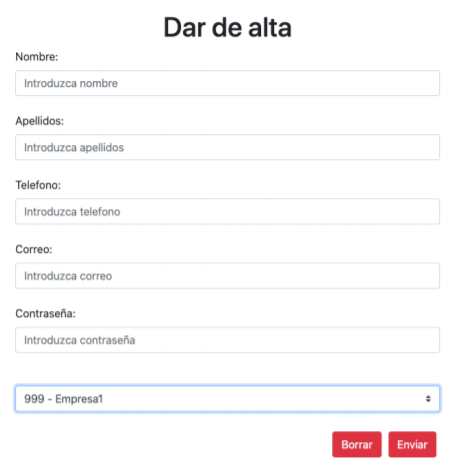 Dar de alta
Nombre:
Introduzca nombre
Apellidos:
Introduzca apellidos
Telefono:
Introduzca telefono
Correo:
Introduzca correo
Contraseña:
Introduzca contraseña
999 - Empresa1
Borrar Enviar